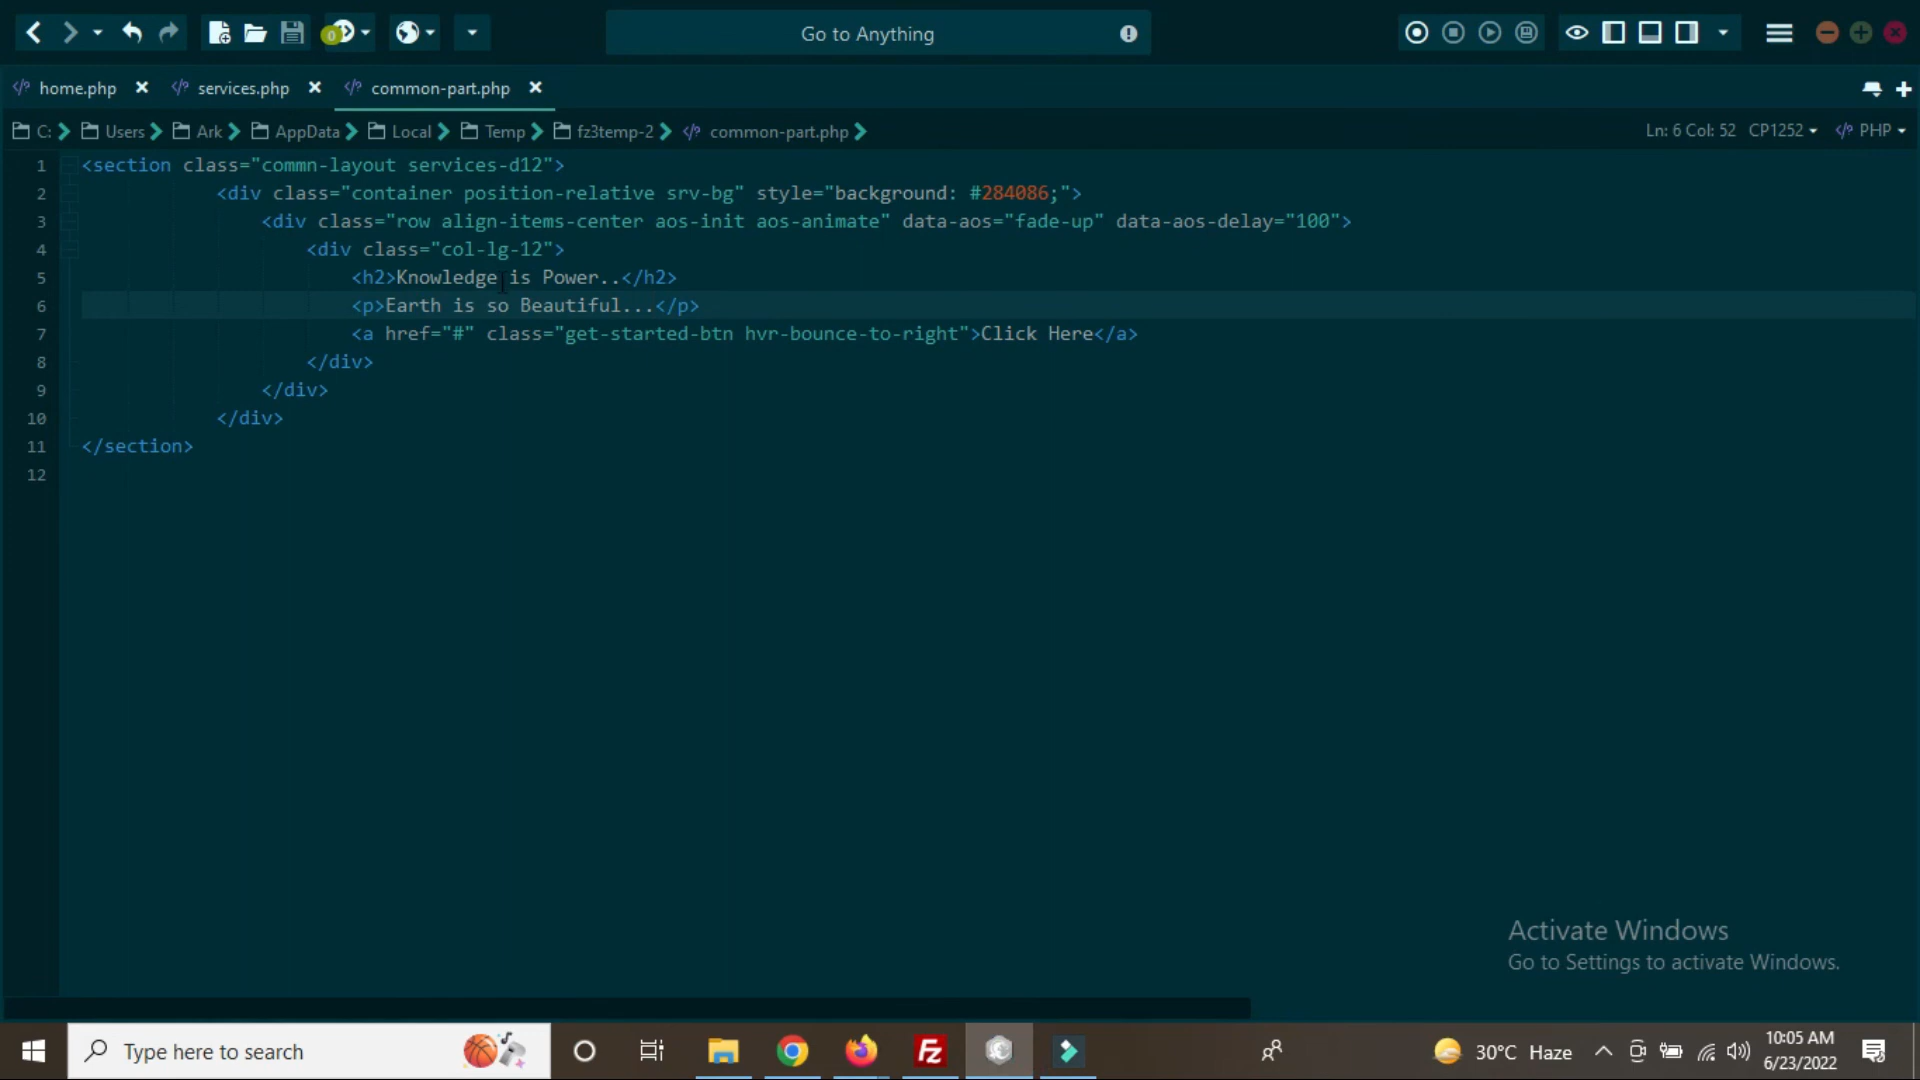 Go to Anything
home.php
services.php
common-part.php
C: Users Ark AppData Local Temp fz3temp-2 common-part.php
Ln: 6 Col: 52 CP1252 PHP
1 <section class="commn-layout services-d12">
2 <div class="container position-relative srv-bg" style="background: #284086;">
3 <div class="row align-items-center aos-init aos-animate" data-aos="fade-up" data-aos-delay="100">
4 <div class="col-lg-12">
5 <h2>Knowledge is Power..</h2>
6 <p>Earth is so Beautiful...</p>
7 <a href="#" class="get-started-btn hvr-bounce-to-right">Click Here</a>
8 </div>
9 </div>
10 </div>
11 </section>
12
Activate Windows
Go to Settings to activate Windows.
Type here to search
30°C Haze
10:05 AM
6/23/2022